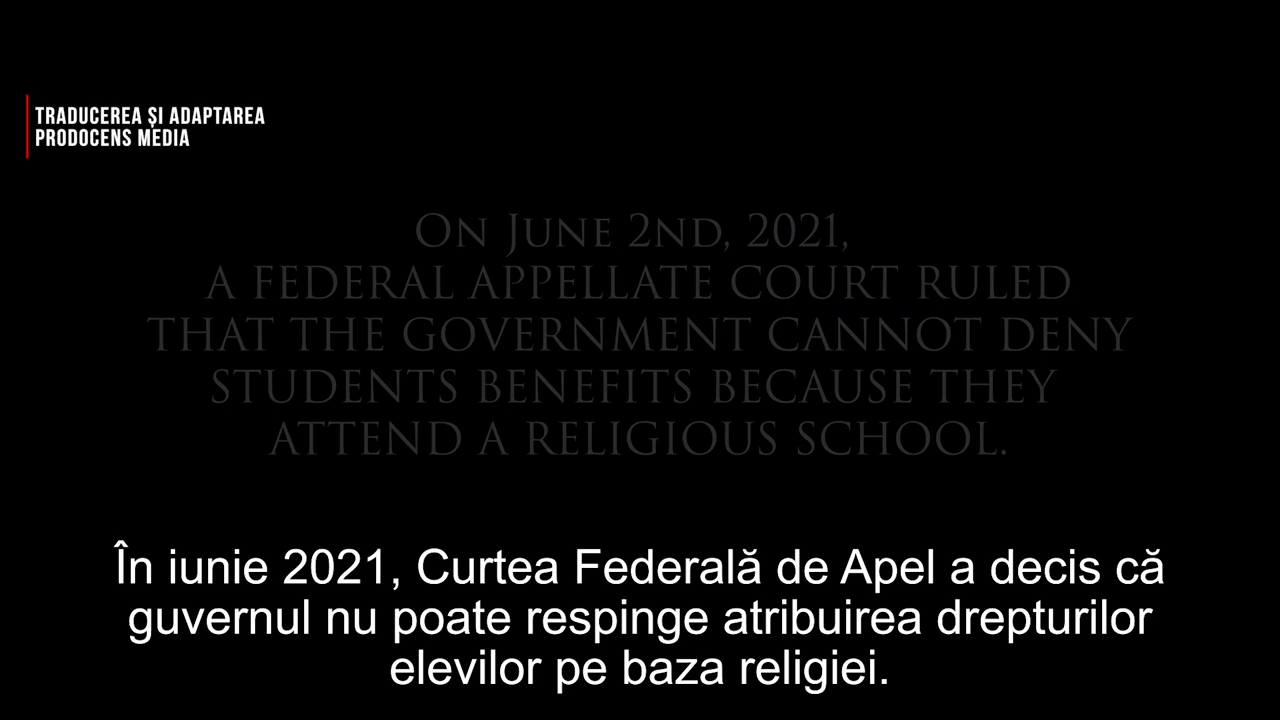 TRADUCEREA ȘI ADAPTAREA
PRODOCENS MEDIA
On June 2nd, 2021,
A FEDERAL APPELLATE COURT RULED
THAT THE GOVERNMENT CANNOT DENY
STUDENTS BENEFITS BECAUSE THEY
ATTEND A RELIGIOUS SCHOOL.
În iunie 2021, Curtea Federală de Apel a decis că
guvernul nu poate respinge atribuirea drepturilor
elevilor pe baza religiei.